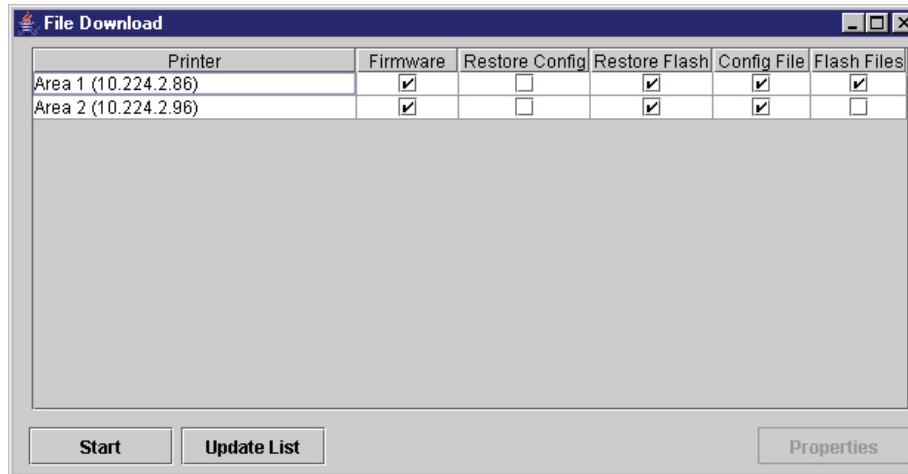 File Download
Printer Firmware Restore Config Restore Flash Config File Flash Files
Area 1 (10.224.2.86)
Area 2 (10.224.2.96)
Start Update List Properties